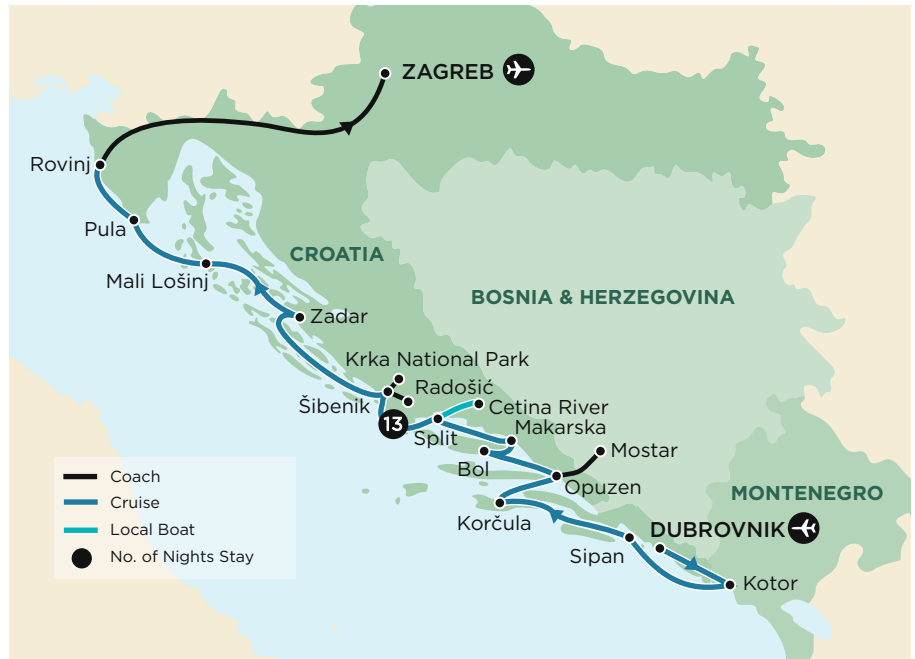 ZAGREB
Rovinj
Pula
CROATIA
Mali Lošinj
BOSNIA & HERZEGOVINA
Zadar
Krka National Park
Radošić
Šibenik
Cetina River
13
Makarska
Split
Mostar
Bol
Opuzen
MONTENEGRO
Korčula
DUBROVNIK
Sipan
Kotor
Coach
Cruise
Local Boat
No. of Nights Stay